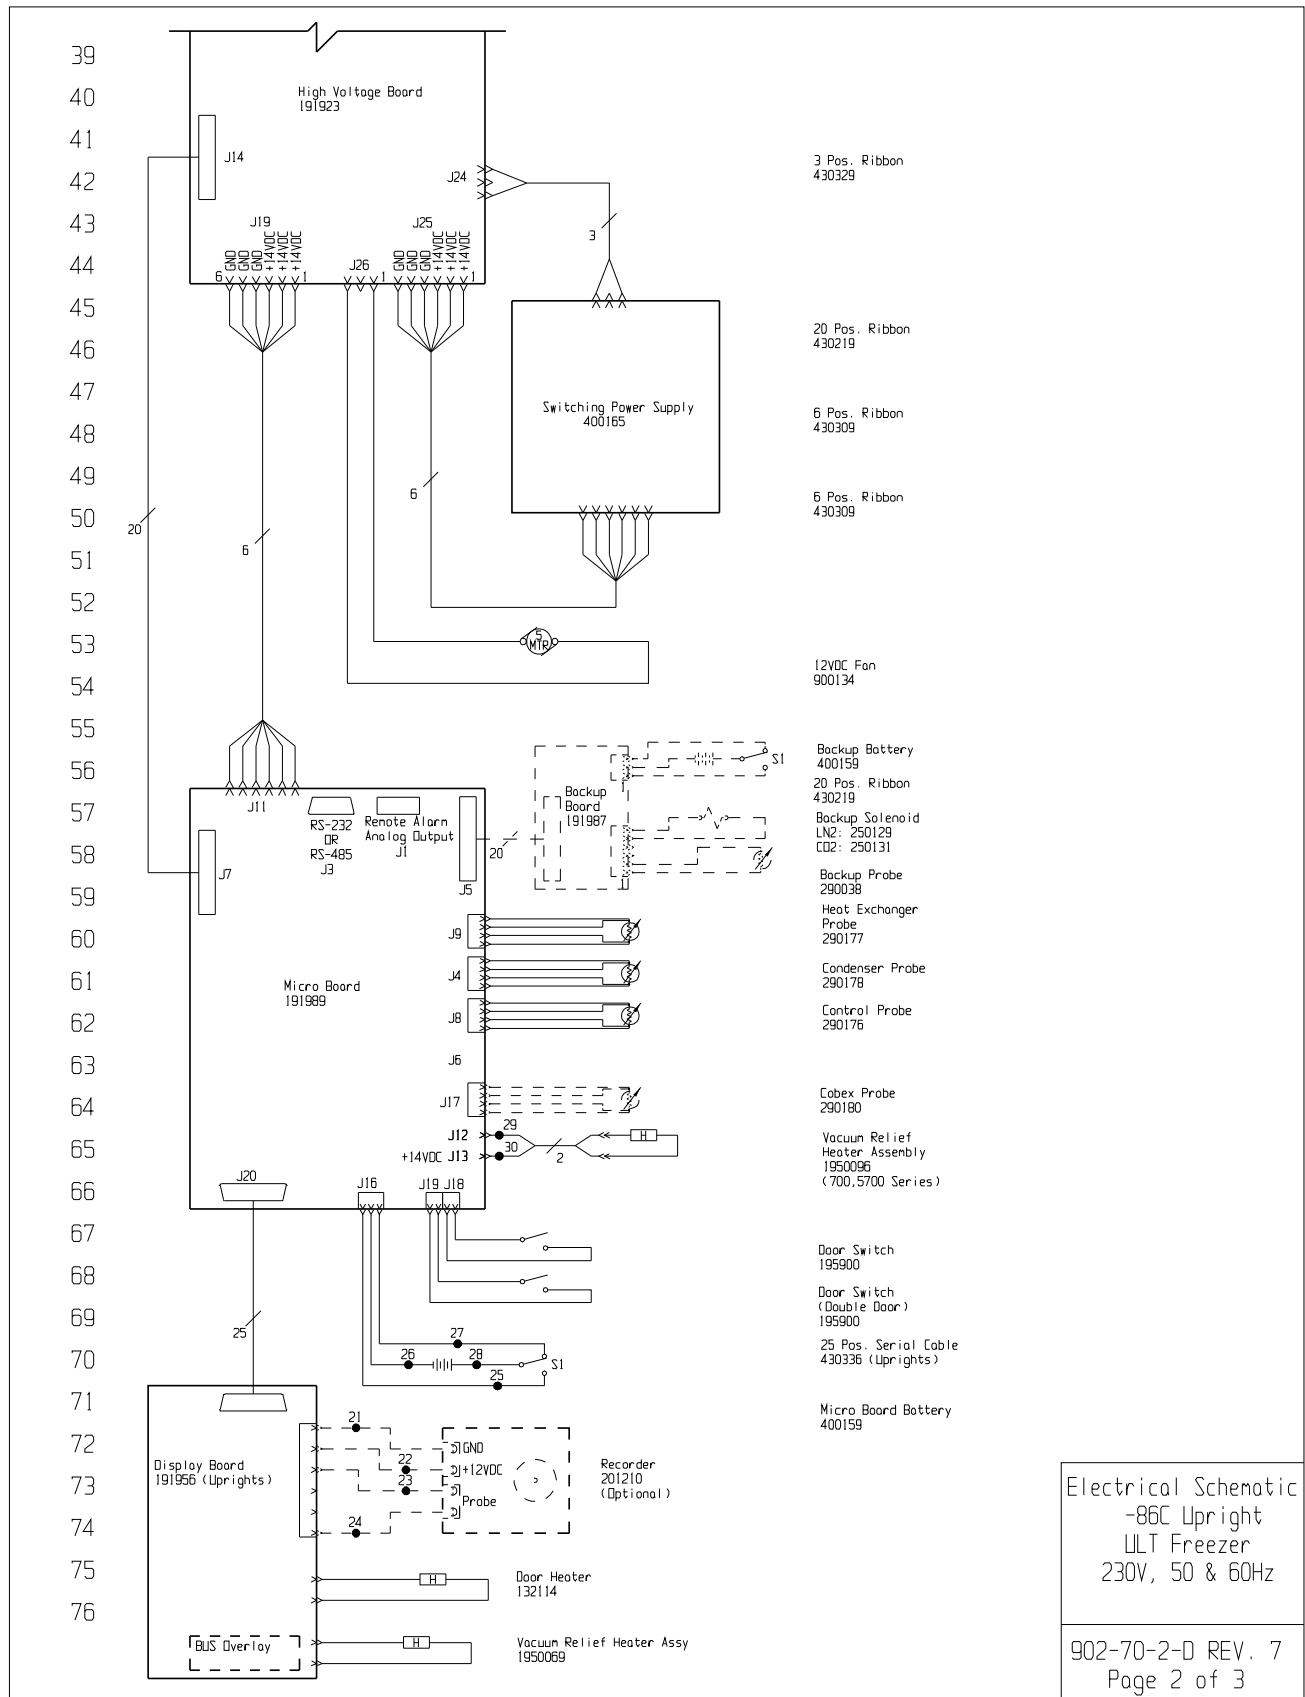 39
40
High Voltage Board
191923
41
J14
3 Pos. Ribbon
430329
42
J24
43
J19
J25
3
GND
GND
GND
+14VDC
+14VDC
+14VDC
GND
GND
GND
+14VDC
+14VDC
+14VDC
44
6
1
J26
1
1
45
20 Pos. Ribbon
430219
46
47
Switching Power Supply
400165
6 Pos. Ribbon
430309
48
49
6
6 Pos. Ribbon
430309
50
20
6
51
52
53
5
MTR
12VDC Fan
900134
54
55
Backup Battery
400159
S1
56
20 Pos. Ribbon
430219
1
Backup
Board
191987
57
J11
RS-232
OR
RS-485
J3
Remote Alarm
Analog Output
J1
Backup Solenoid
LN2: 250129
CO2: 250131
58
20
J7
J5
1
Backup Probe
290038
59
Heat Exchanger
Probe
290177
60
J9
61
J4
Condenser Probe
290178
Micro Board
191989
62
J8
Control Probe
290176
63
J6
64
J17
Cobex Probe
290180
29
J12
65
30
+14VDC J13
2
Vacuum Relief
Heater Assembly
1950096
(700,5700 Series)
H
66
J20
J16
J19
J18
67
Door Switch
195900
68
Door Switch
(Double Door)
195900
69
25
27
25 Pos. Serial Cable
430336 (Uprights)
70
26
28
S1
25
71
Micro Board Battery
400159
21
72
GND
22
+12VDC
Display Board
191956 (Uprights)
73
23
Probe
Recorder
201210
(Optional)
74
24
75
H
Door Heater
132114
76
BUS Overlay
H
Vacuum Relief Heater Assy
1950069
Electrical Schematic
-86C Upright
ULT Freezer
230V, 50 & 60Hz
902-70-2-D REV. 7
Page 2 of 3